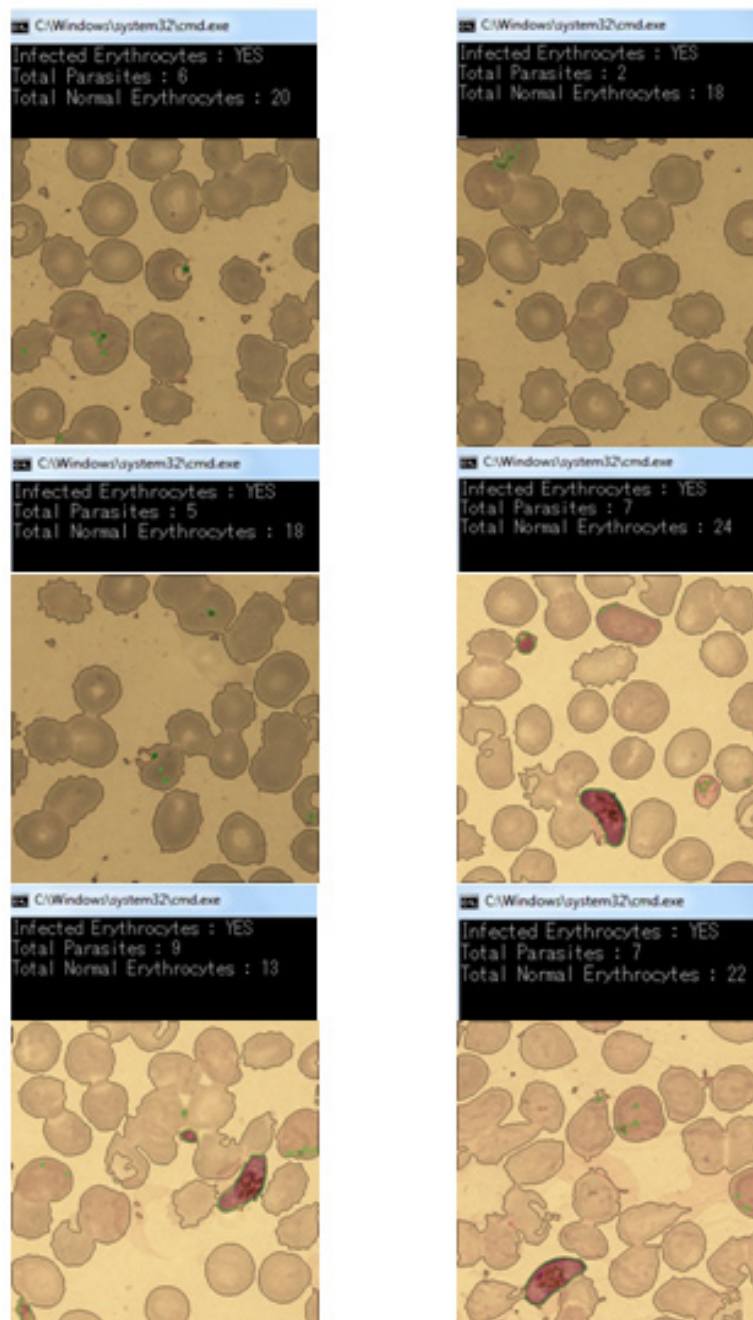 C:\Windows\system32\cmd.exe
Infected Erythrocytes : YES
Total Parasites : 6
Total Normal Erythrocytes : 20
C:\Windows\system32\cmd.exe
Infected Erythrocytes : YES
Total Parasites : 2
Total Normal Erythrocytes : 18
C:\Windows\system32\cmd.exe
Infected Erythrocytes : YES
Total Parasites : 5
Total Normal Erythrocytes : 18
C:\Windows\system32\cmd.exe
Infected Erythrocytes : YES
Total Parasites : 7
Total Normal Erythrocytes : 24
C:\Windows\system32\cmd.exe
Infected Erythrocytes : YES
Total Parasites : 9
Total Normal Erythrocytes : 13
C:\Windows\system32\cmd.exe
Infected Erythrocytes : YES
Total Parasites : 7
Total Normal Erythrocytes : 22